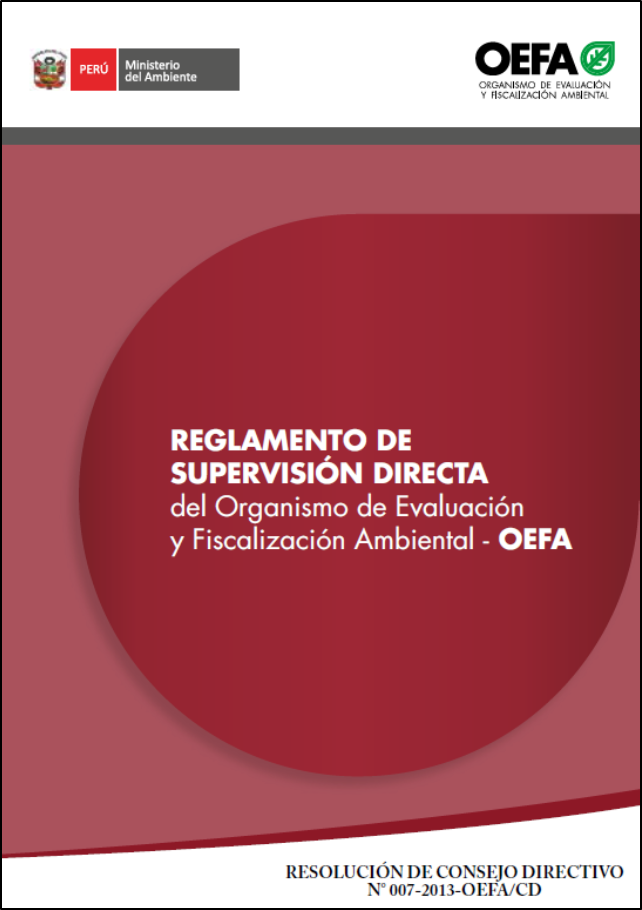 PERÚ
Ministerio
del Ambiente
OEFA
ORGANISMO DE EVALUACIÓN
Y FISCALIZACIÓN AMBIENTAL
REGLAMENTO DE
SUPERVISIÓN DIRECTA
del Organismo de Evaluación
y Fiscalización Ambiental - OEFA
RESOLUCIÓN DE CONSEJO DIRECTIVO
N° 007-2013-OEFA/CD